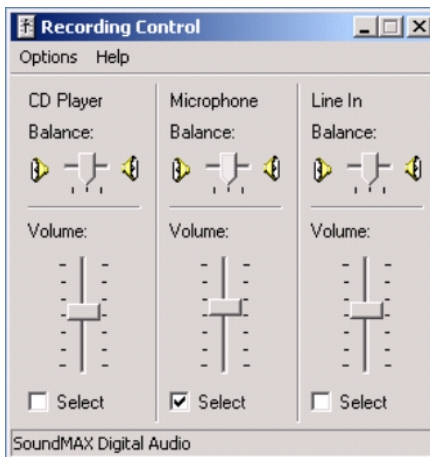 Recording Control
Options Help
CD Player Microphone Line In
Balance: Balance: Balance:
Volume: Volume: Volume:
Select Select Select
SoundMAX Digital Audio